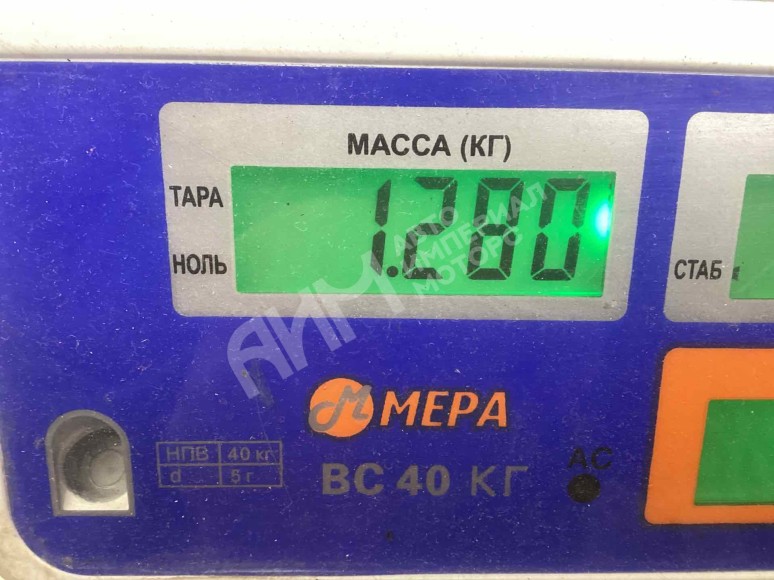 МАССА (КГ)
ТАРА
1.280
НОЛЬ
СТАБ
АВТО
ИМПЕРИАЛ
МОТОРС
АИМ
МЕРА
НПВ 40 кг
d 5 г
ВС 40 КГ
АС